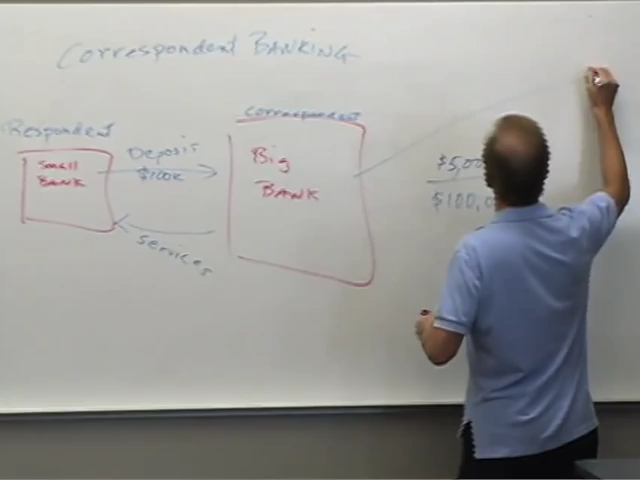 Correspondent BANKING
Respondent
Small
BANK
Deposit
$100K
services
correspondent
Big
BANK
$5,00
$100,0